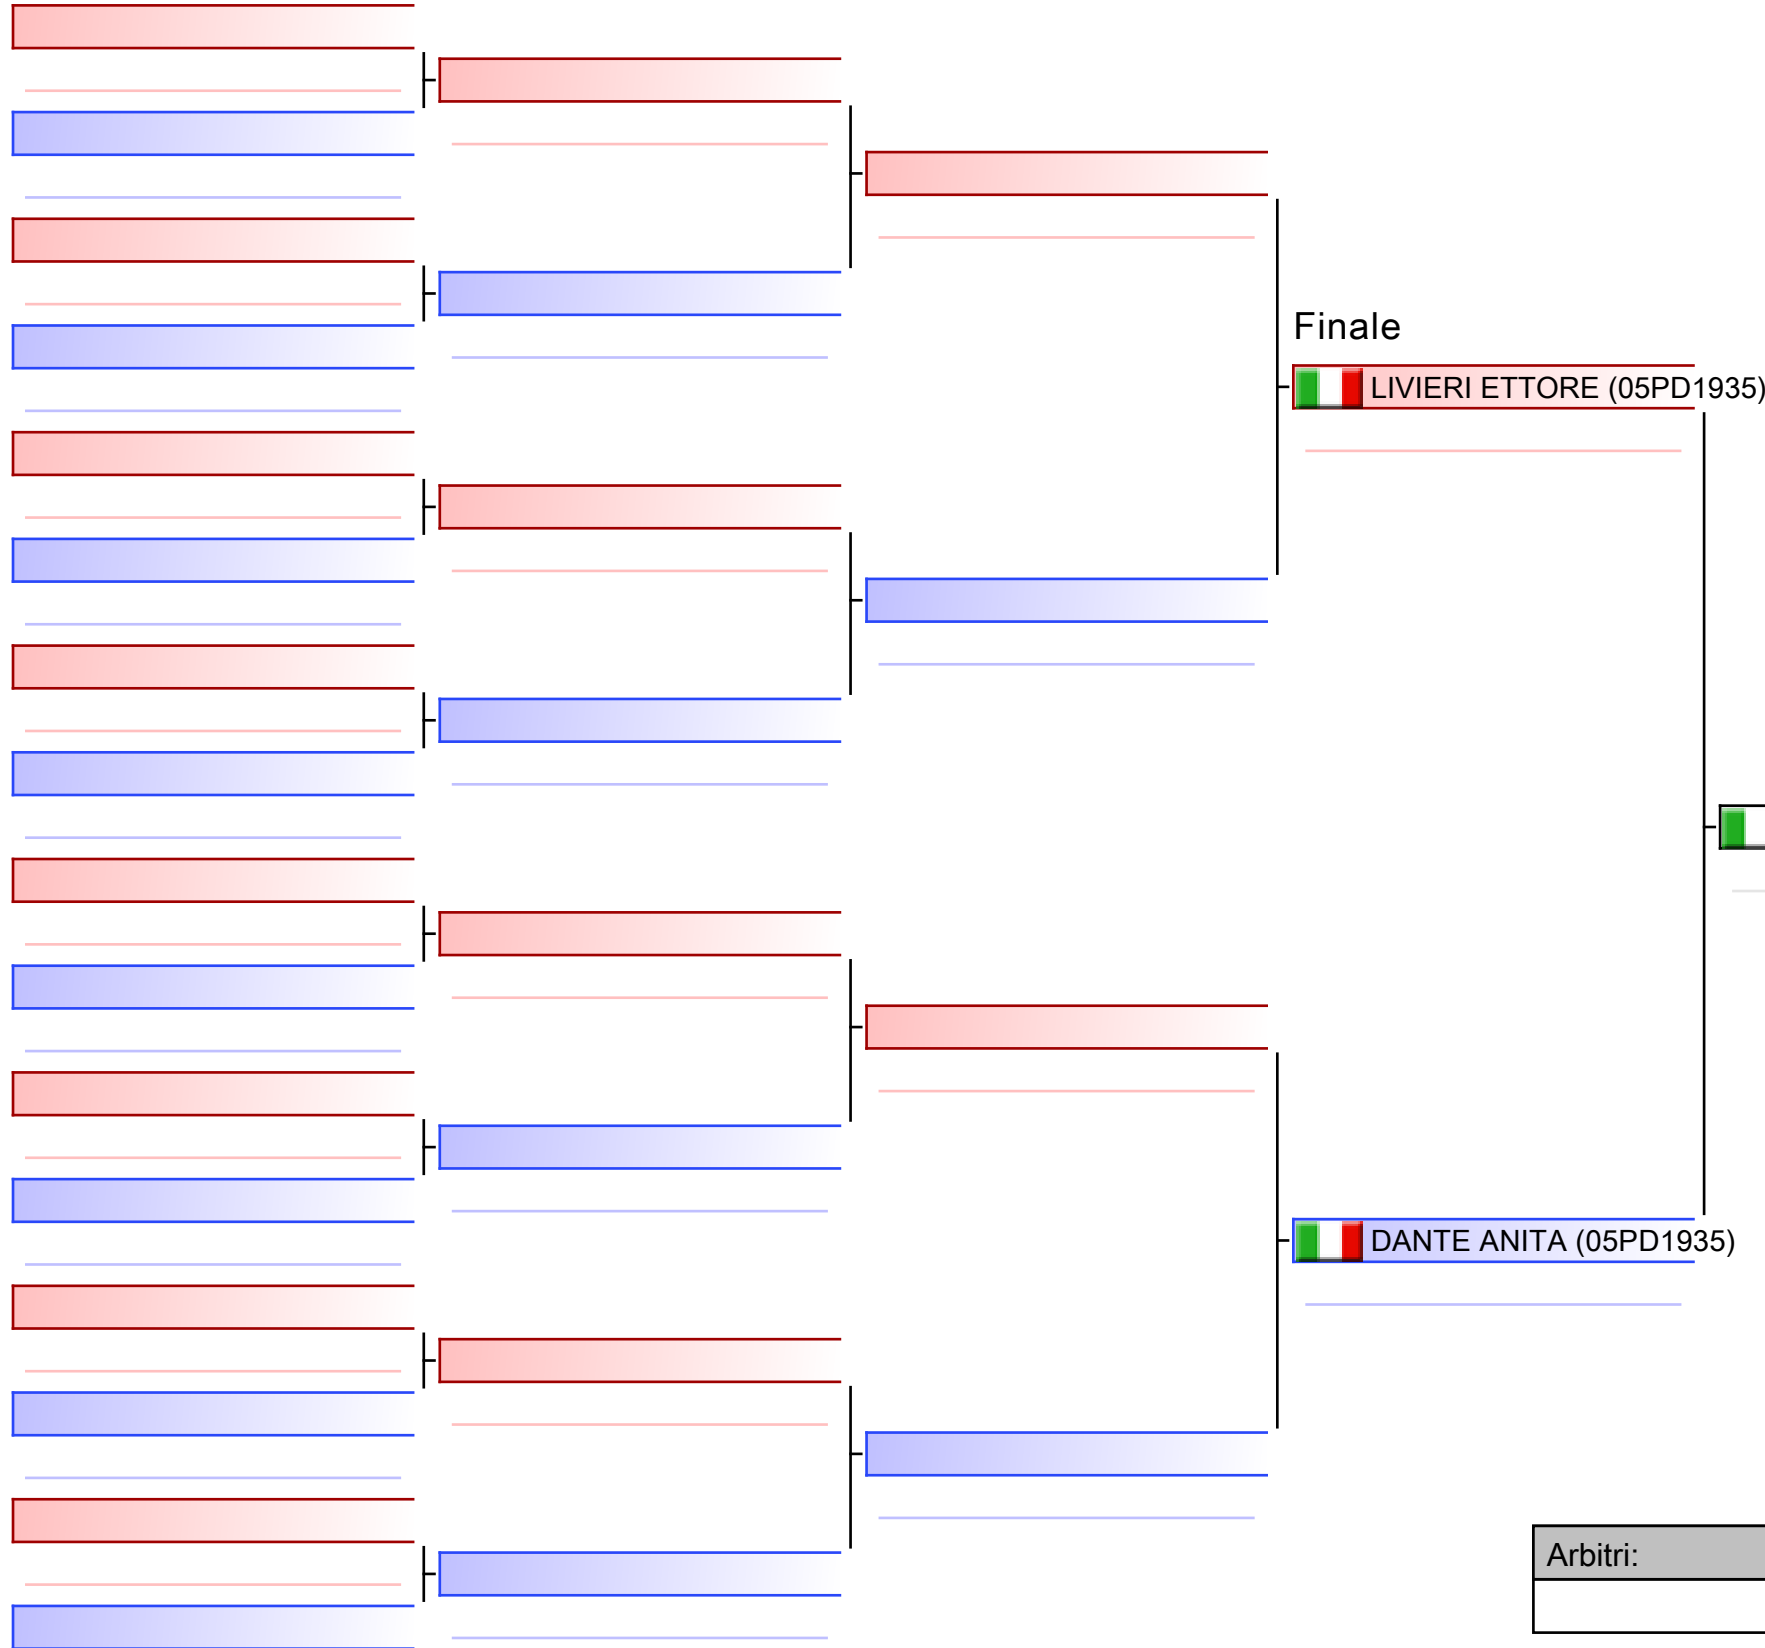 Finale
LIVIERI ETTORE (05PD1935)
DANTE ANITA (05PD1935)
Arbitri: